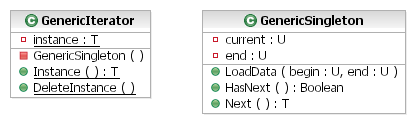 GenericIterator
instance : T
GenericSingleton ( )
Instance ( ) : T
DeleteInstance ( )
GenericSingleton
current : U
end : U
LoadData ( begin : U, end : U )
HasNext ( ) : Boolean
Next ( ) : T